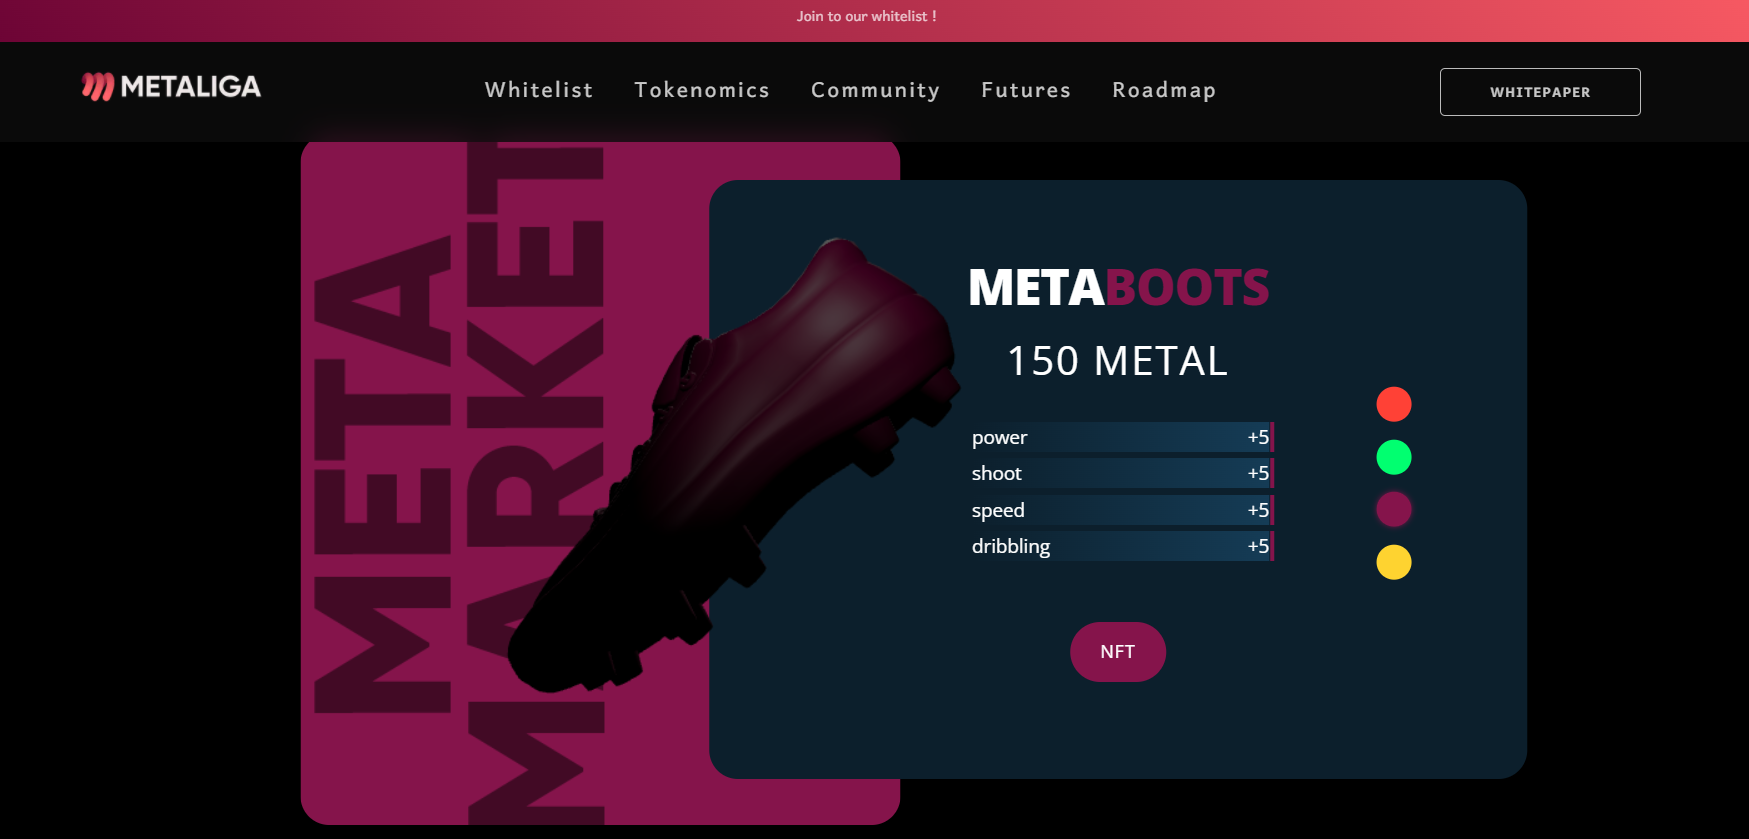 Join to our whitelist !
METALIGA
Whitelist
Tokenomics
Community
Futures
Roadmap
WHITEPAPER
META
MARKET
METABOOTS
150 METAL
power +5
shoot +5
speed +5
dribbling +5
NFT